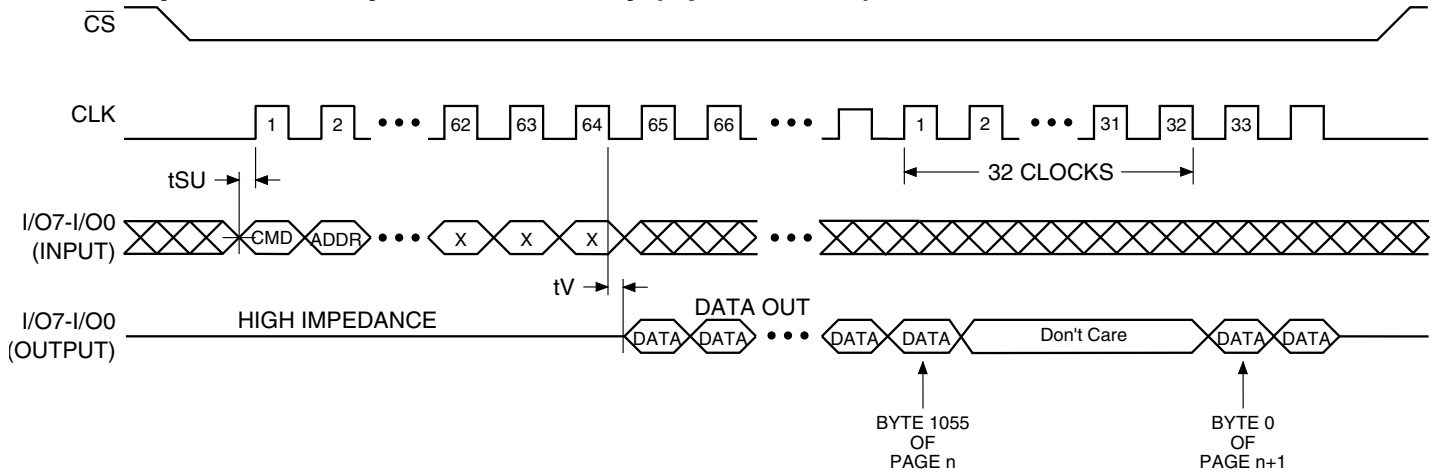 CS
CLK
1 2 ••• 62 63 64 65 66 ••• 1 2 ••• 31 32 33
32 CLOCKS
tSU
I/O7-I/O0
(INPUT)
CMD ADDR ••• X X X •••
tV
DATA OUT
I/O7-I/O0
(OUTPUT)
HIGH IMPEDANCE
DATA DATA ••• DATA DATA Don't Care DATA DATA
BYTE 1055
OF
PAGE n
BYTE 0
OF
PAGE n+1